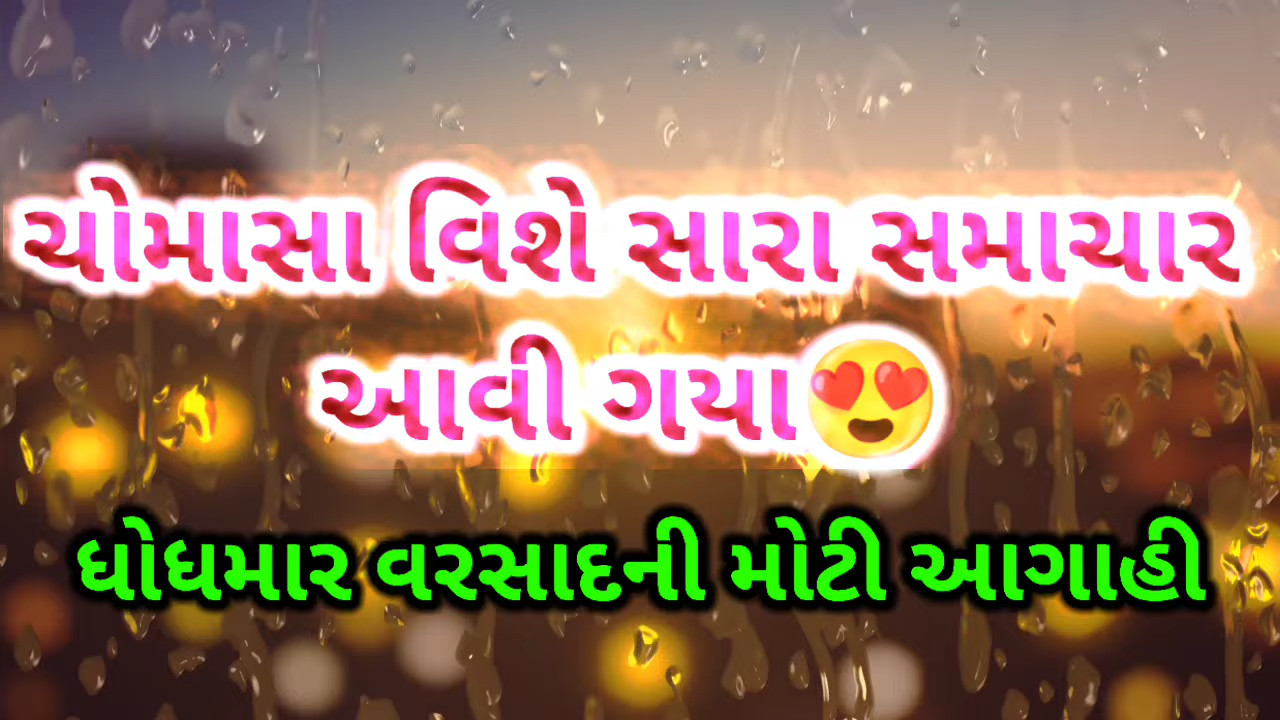 ચોમાસા વિશે સારા સમાચાર
આવી ગયા😍
ધોધમાર વરસાદની મોટી આગાહી